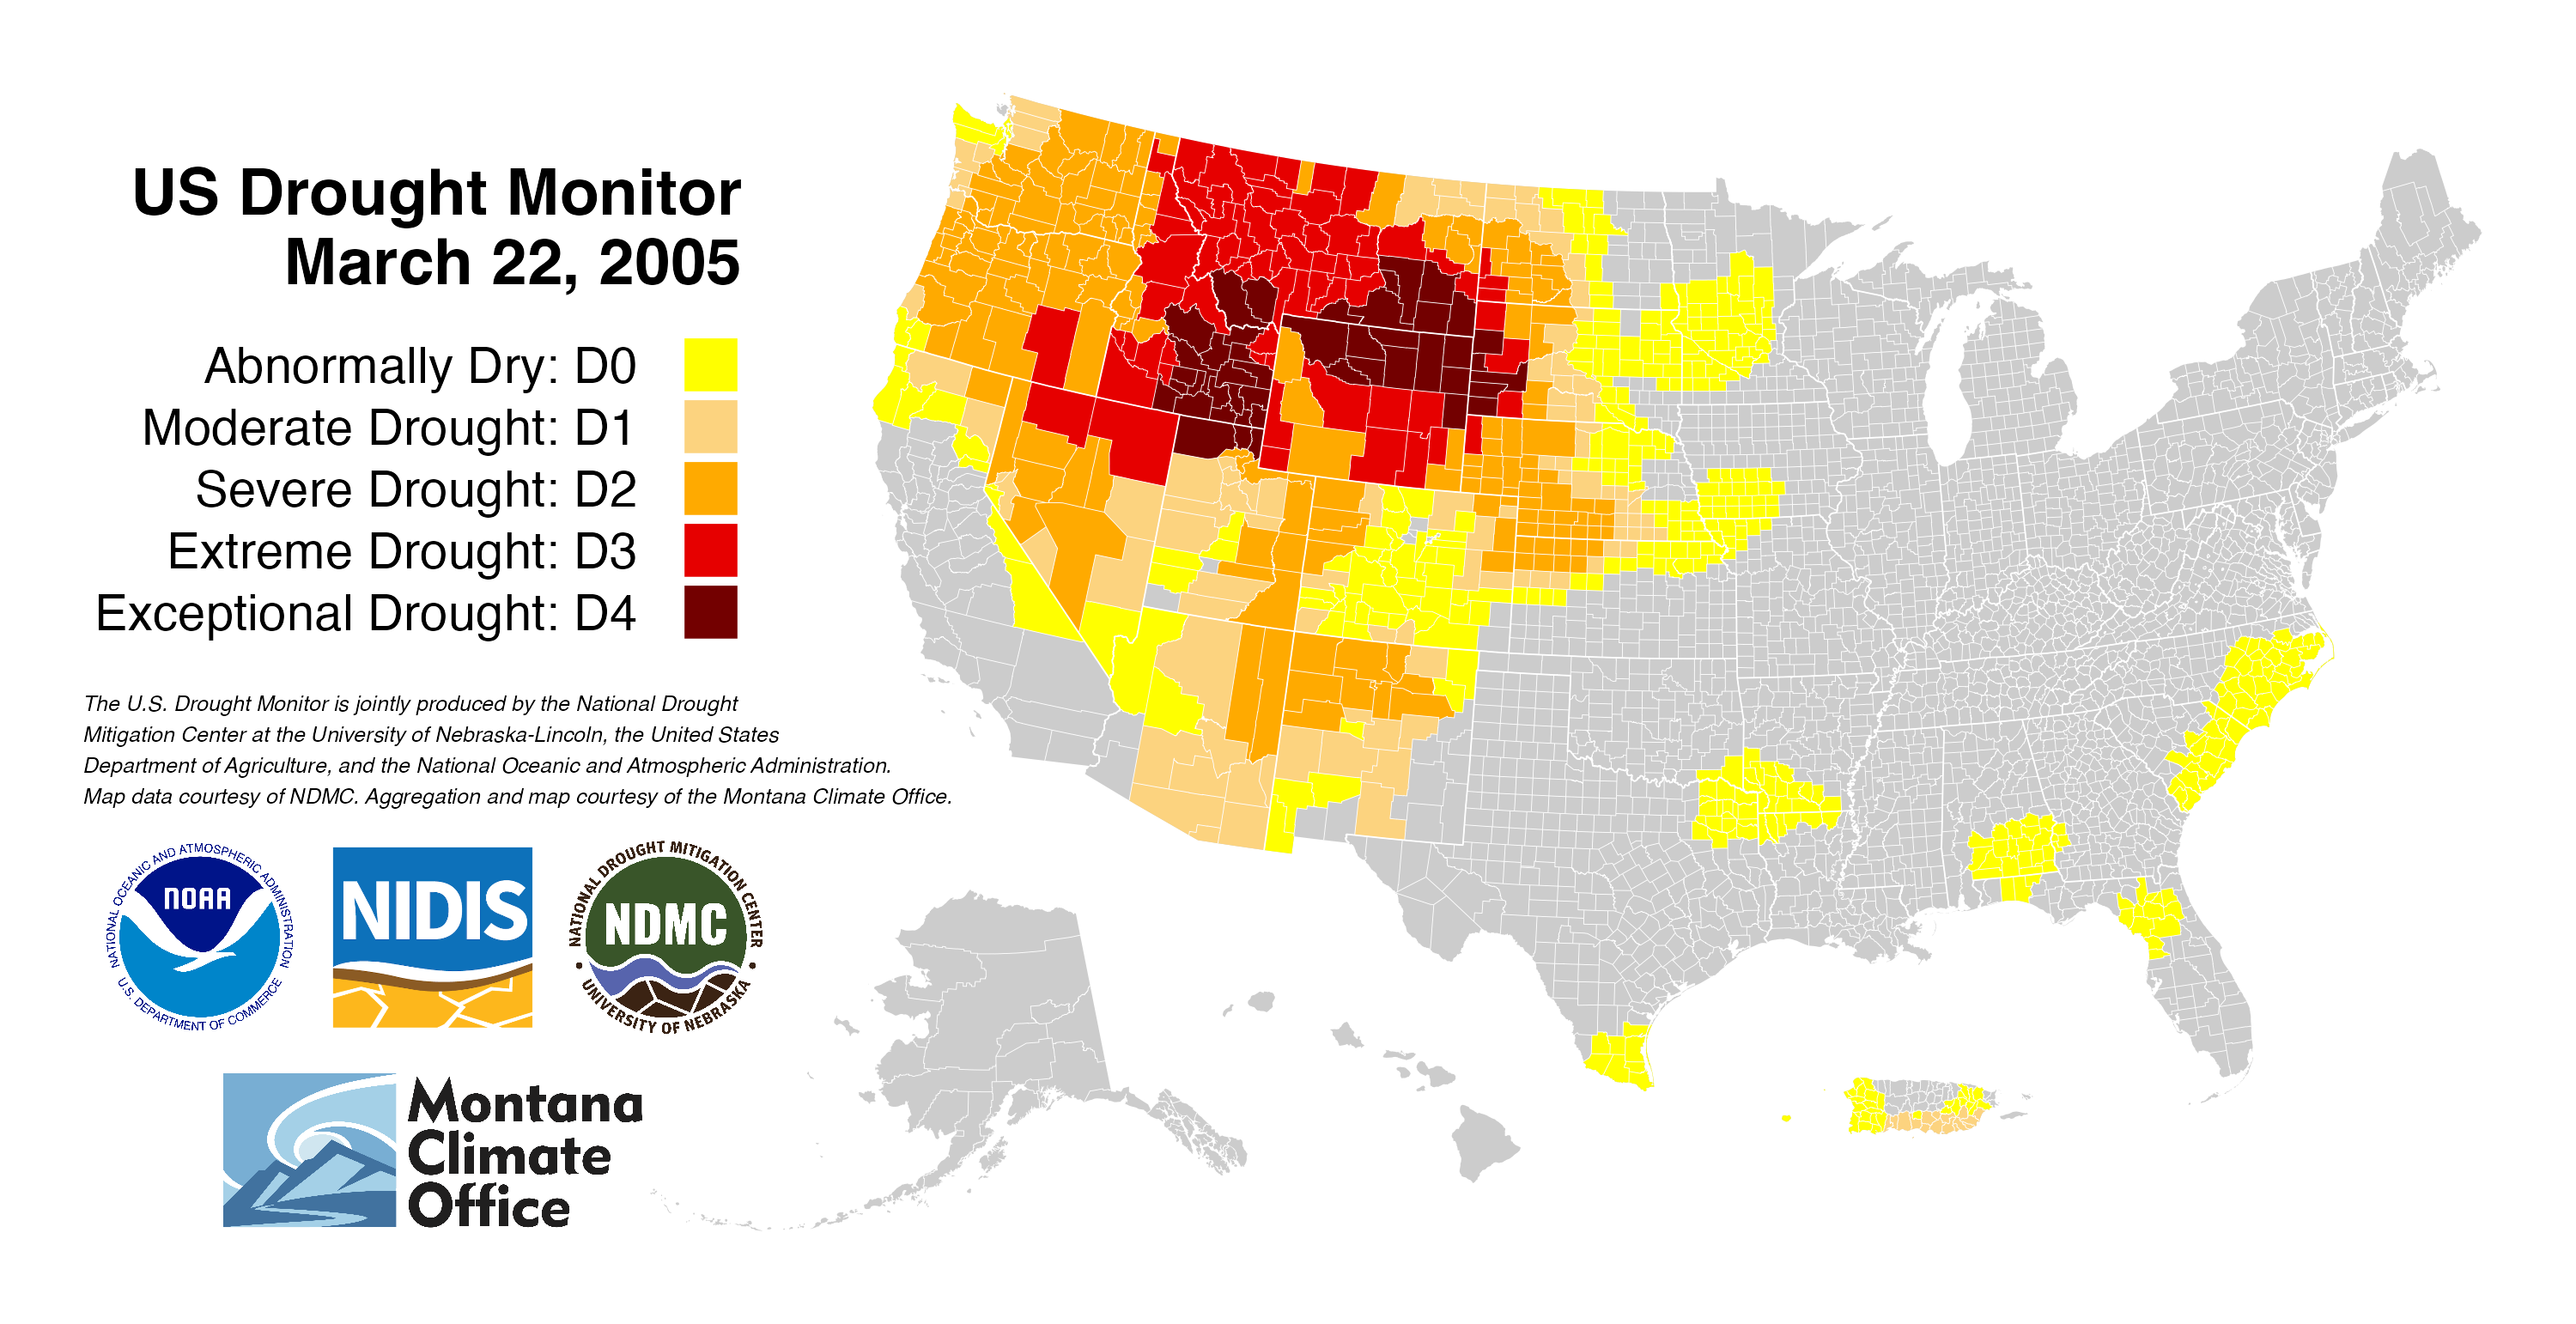 US Drought Monitor
March 22, 2005
Abnormally Dry: D0
Moderate Drought: D1
Severe Drought: D2
Extreme Drought: D3
Exceptional Drought: D4
The U.S. Drought Monitor is jointly produced by the National Drought
Mitigation Center at the University of Nebraska-Lincoln, the United States
Department of Agriculture, and the National Oceanic and Atmospheric Administration.
Map data courtesy of NDMC. Aggregation and map courtesy of the Montana Climate Office.
NATIONAL OCEANIC AND ATMOSPHERIC ADMINISTRATION
NOAA
U.S. DEPARTMENT OF COMMERCE
NIDIS
NATIONAL DROUGHT MITIGATION CENTER
NDMC
UNIVERSITY OF NEBRASKA
Montana
Climate
Office